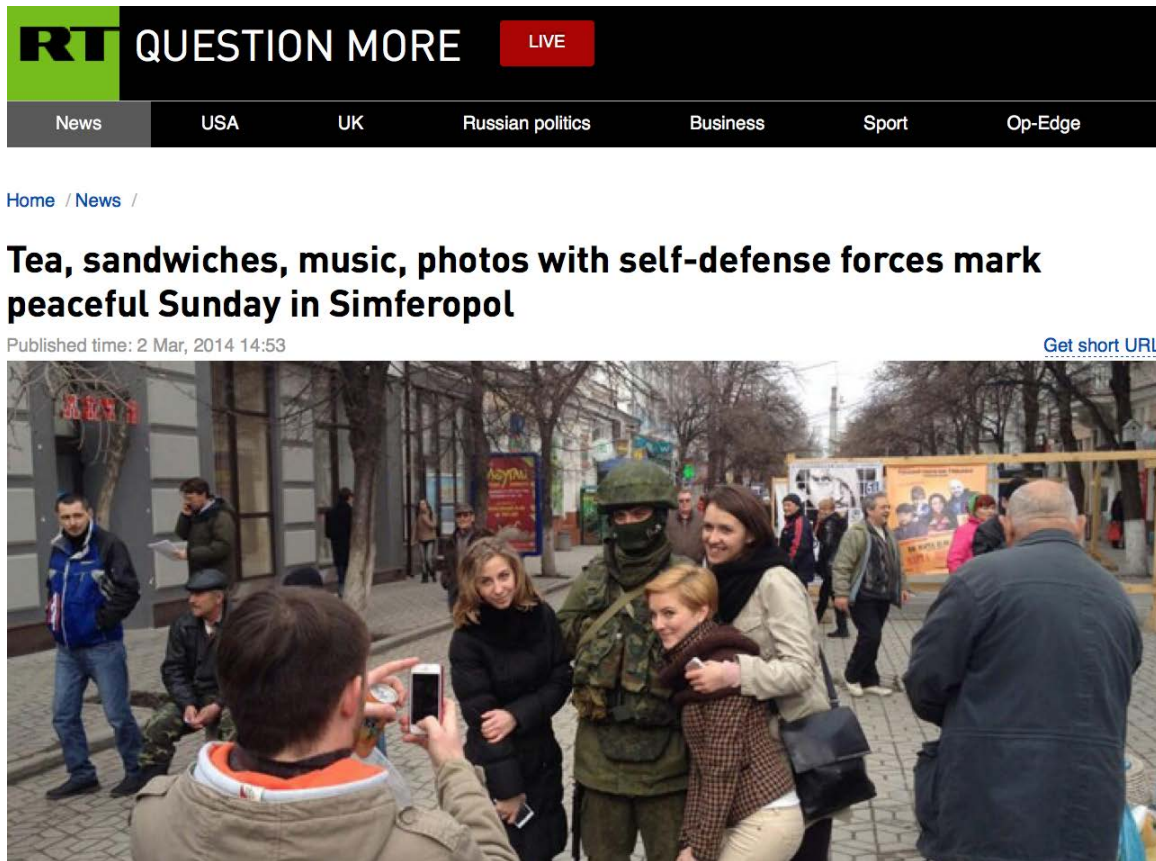 RT QUESTION MORE LIVE
News USA UK Russian politics Business Sport Op-Edge
Home / News /
Tea, sandwiches, music, photos with self-defense forces mark
peaceful Sunday in Simferopol
Published time: 2 Mar, 2014 14:53
Get short URL